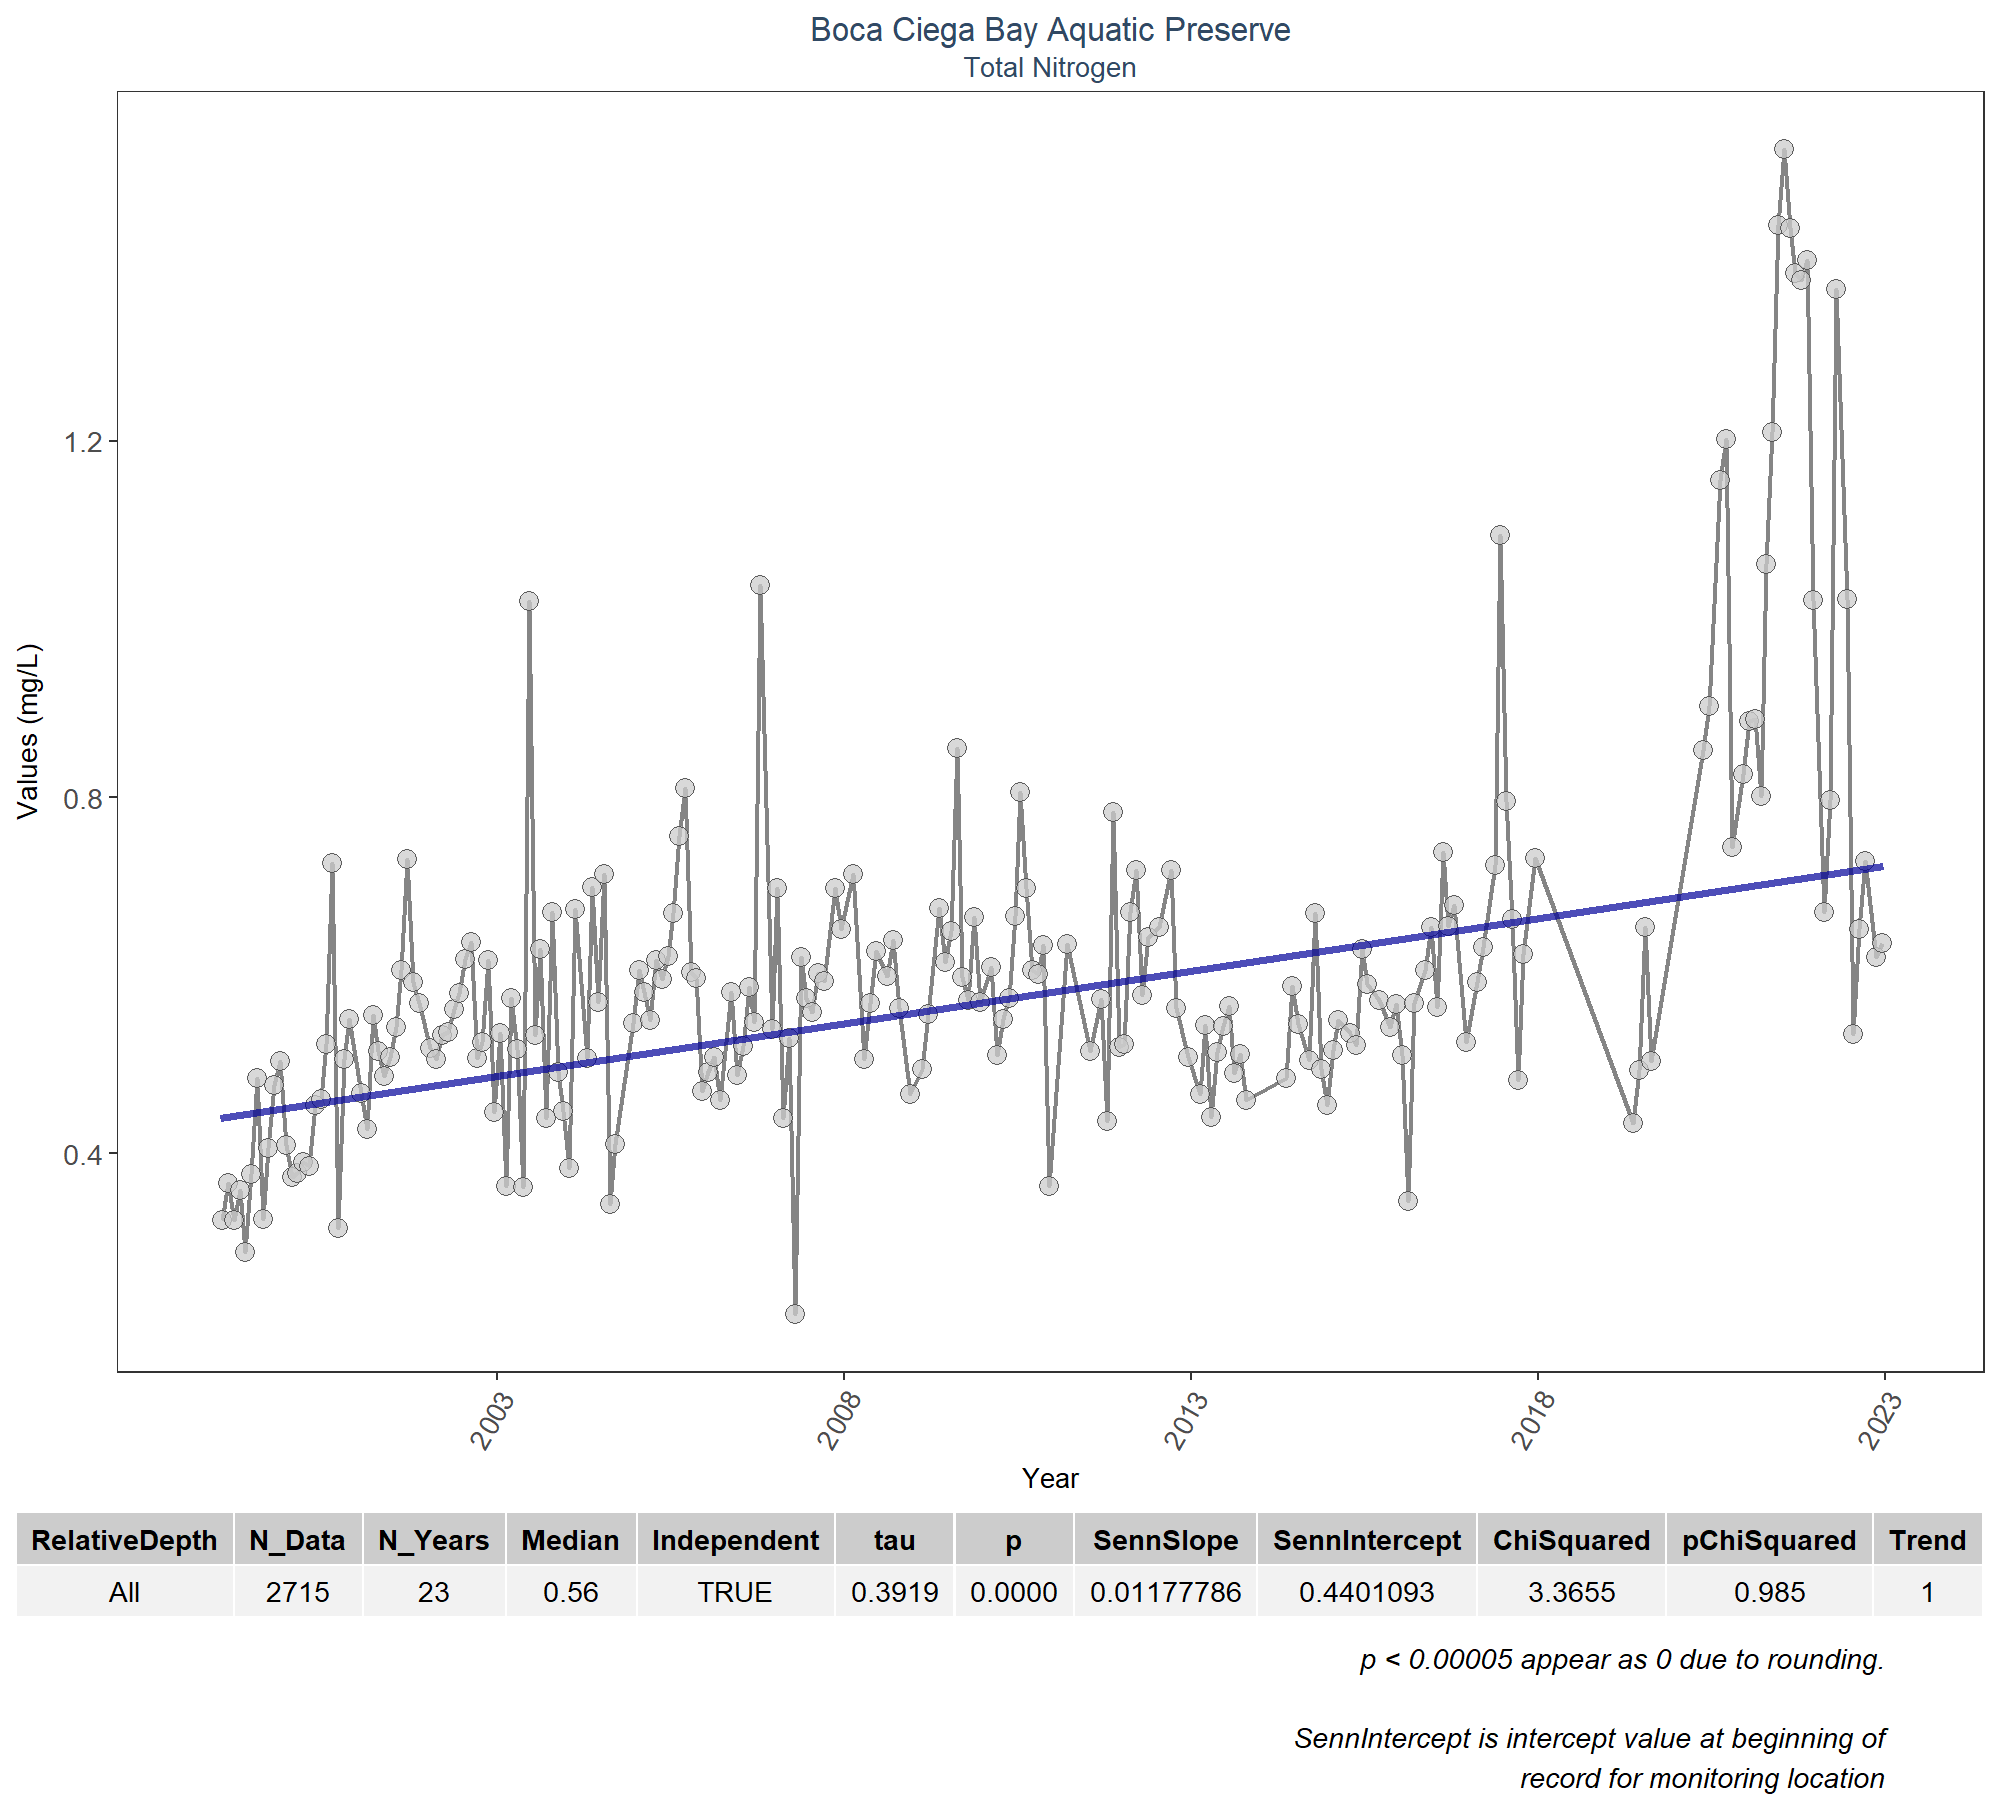 Boca Ciega Bay Aquatic Preserve
Total Nitrogen
Values (mg/L)
1.2
0.8
0.4
2003 2008 2013 2018 2023
Year
RelativeDepth N_Data N_Years Median Independent tau p SennSlope SennIntercept ChiSquared pChiSquared Trend
All 2715 23 0.56 TRUE 0.3919 0.0000 0.01177786 0.4401093 3.3655 0.985 1
p < 0.00005 appear as 0 due to rounding.
SennIntercept is intercept value at beginning of
record for monitoring location